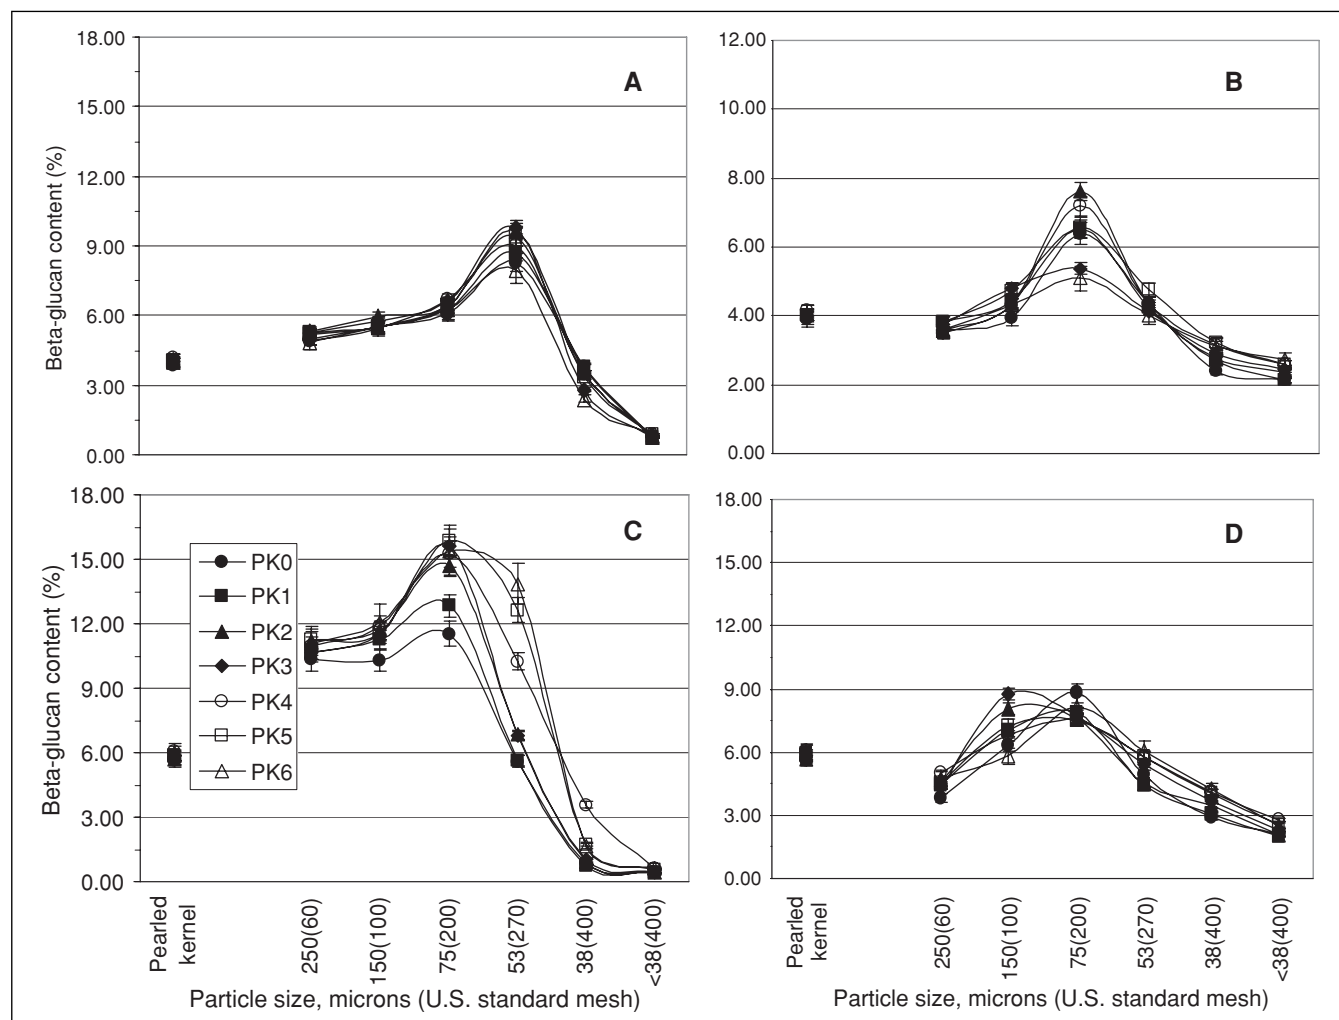 18.00
15.00
12.00
9.00
6.00
3.00
0.00
Beta-glucan content (%)
A
12.00
10.00
8.00
6.00
4.00
2.00
0.00
B
18.00
15.00
12.00
9.00
6.00
3.00
0.00
Beta-glucan content (%)
C
PK0
PK1
PK2
PK3
PK4
PK5
PK6
Pearled
kernel
250(60)
150(100)
75(200)
53(270)
38(400)
<38(400)
Particle size, microns (U.S. standard mesh)
18.00
15.00
12.00
9.00
6.00
3.00
0.00
D
Pearled
kernel
250(60)
150(100)
75(200)
53(270)
38(400)
<38(400)
Particle size, microns (U.S. standard mesh)